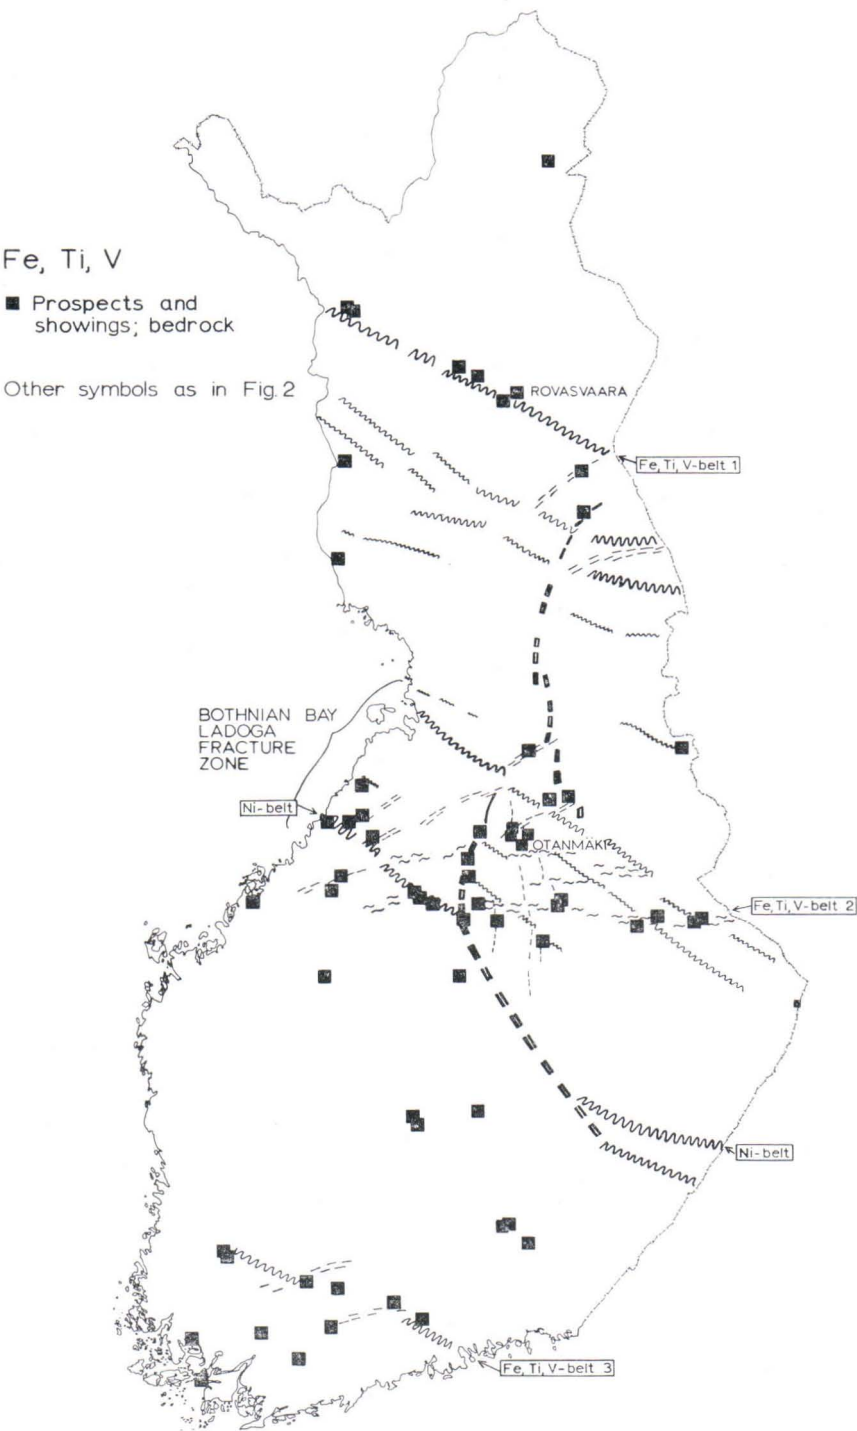 Fe, Ti, V
Prospects and
showings; bedrock
Other symbols as in Fig. 2
ROVASVAARA
Fe, Ti, V-belt 1
BOTHNIAN BAY
LADOGA
FRACTURE
ZONE
Ni-belt
OTANMÄKI
Fe, Ti, V-belt 2
Ni-belt
Fe, Ti, V-belt 3